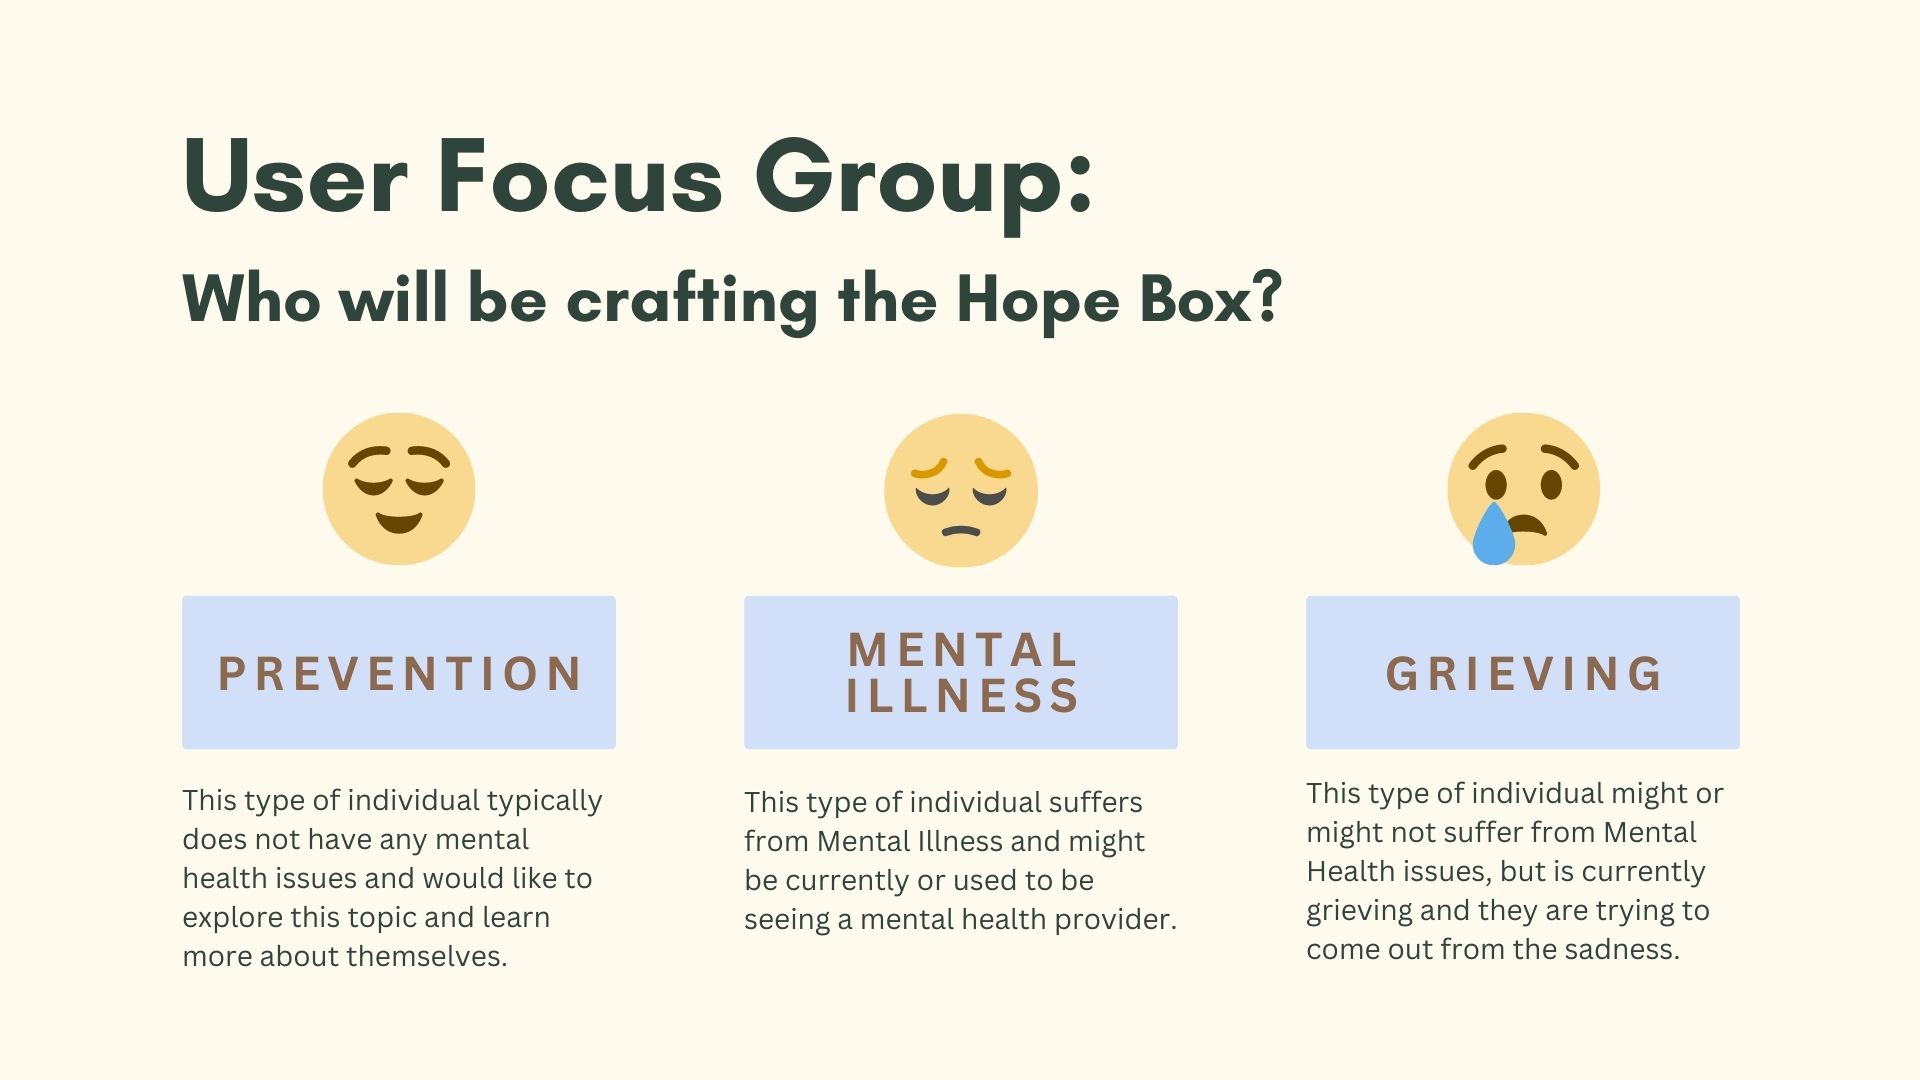 User Focus Group:
Who will be crafting the Hope Box?
PREVENTION
This type of individual typically
does not have any mental
health issues and would like to
explore this topic and learn
more about themselves.
MENTAL
ILLNESS
This type of individual suffers
from Mental Illness and might
be currently or used to be
seeing a mental health provider.
GRIEVING
This type of individual might or
might not suffer from Mental
Health issues, but is currently
grieving and they are trying to
come out from the sadness.